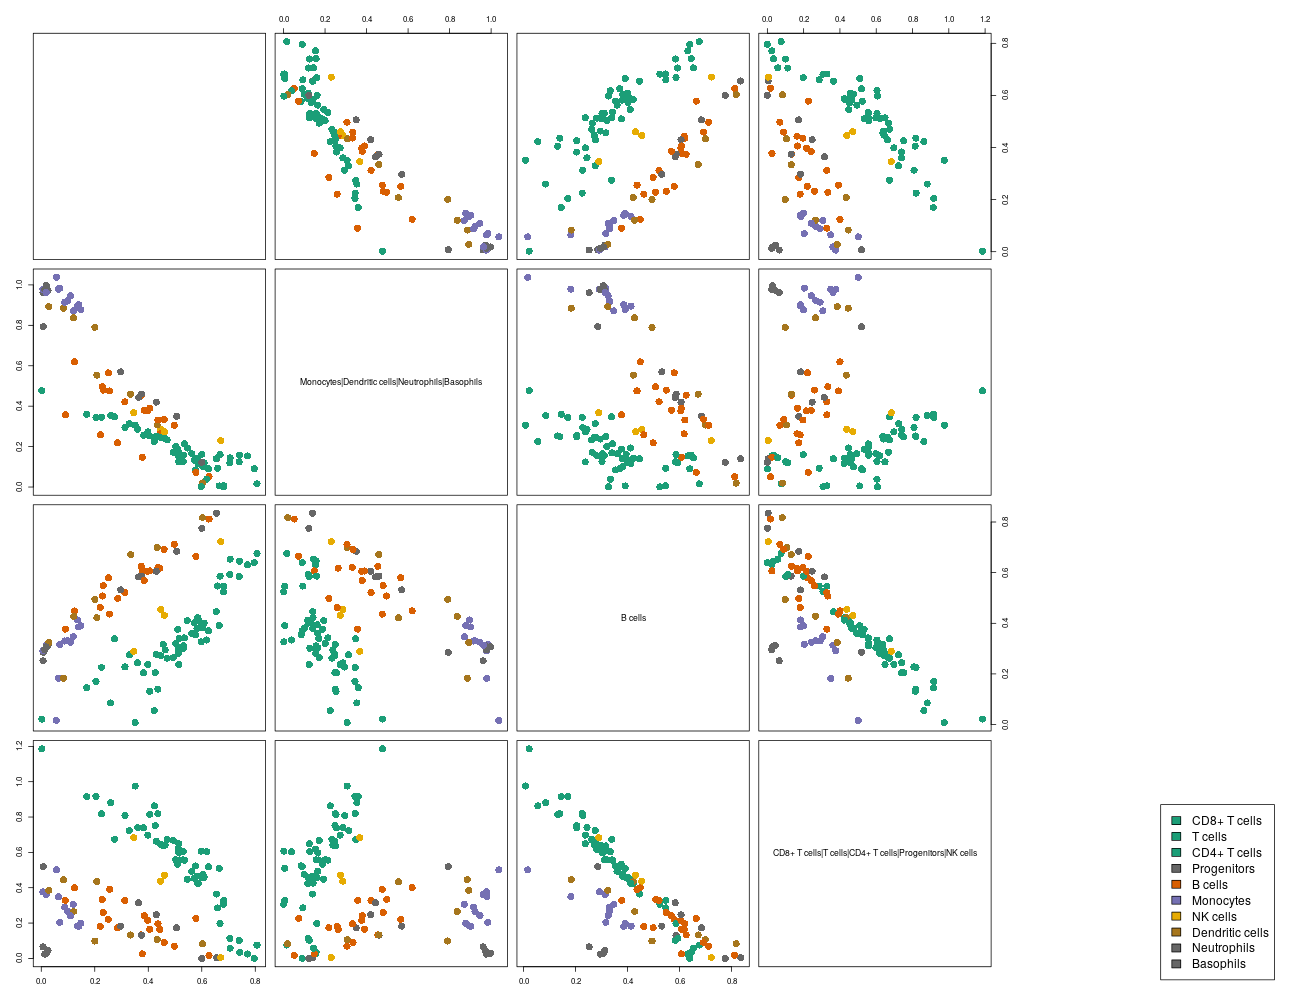 0.0 0.2 0.4 0.6 0.8 1.0
0.0 0.2 0.4 0.6 0.8 1.0 1.2
0.8
0.6
0.4
0.2
0.0
1.0
0.8
0.6
0.4
0.2
0.0
Monocytes|Dendritic cells|Neutrophils|Basophils
B cells
0.8
0.6
0.4
0.2
0.0
1.2
1.0
0.8
0.6
0.4
0.2
0.0
CD8+ T cells|T cells|CD4+ T cells|Progenitors|NK cells
0.0 0.2 0.4 0.6 0.8
0.0 0.2 0.4 0.6 0.8
CD8+ T cells
T cells
CD4+ T cells
Progenitors
B cells
Monocytes
NK cells
Dendritic cells
Neutrophils
Basophils